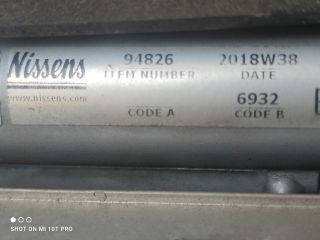 Nissens 94826 2018W38
ITEM NUMBER DATE
www.nissens.com 6932
CODE A CODE B
SHOT ON MI 10T PRO